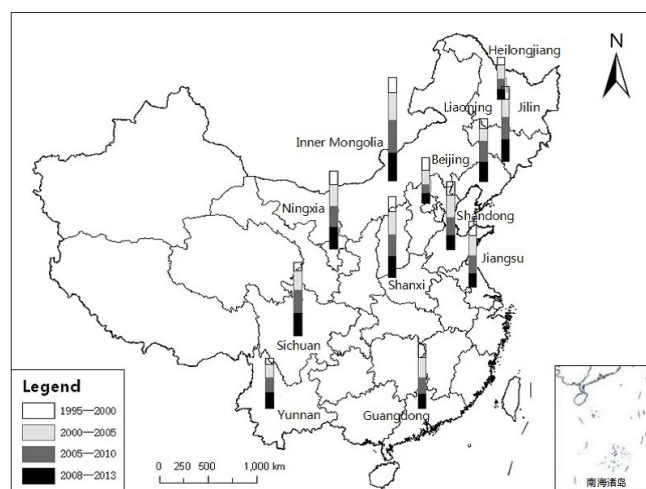 Heilongjiang
N
Liaoning
Jilin
Inner Mongolia
Beijing
Ningxia
Shandong
Jiangsu
Shanxi
Sichuan
Yunnan
Guangdong
Legend
1995—2000
2000—2005
2005—2010
2008—2013
0 250 500 1,000 km
南海诸岛